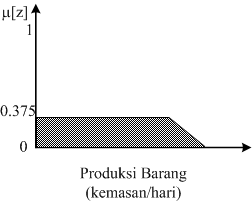 μ[z]
1
0.375
0
Produksi Barang
(kemasan/hari)